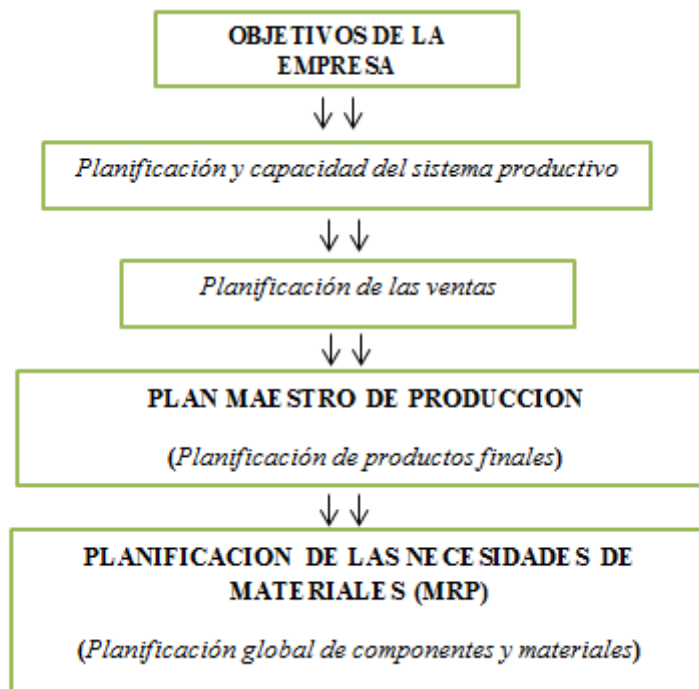 OBJETIVOS DE LA
EMPRESA
Planificación y capacidad del sistema productivo
Planificación de las ventas
PLAN MAESTRO DE PRODUCCION
(Planificación de productos finales)
PLANIFICACION DE LAS NECESIDADES DE
MATERIALES (MRP)
(Planificación global de componentes y materiales)